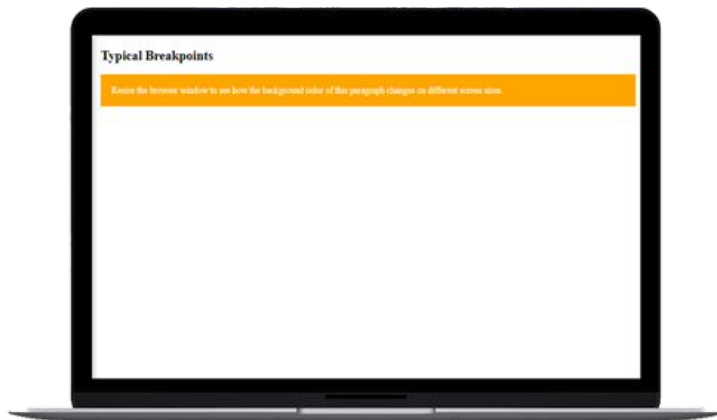 Typical Breakpoints
Resize the browser window to see how the background color of this paragraph changes on different screen sizes.